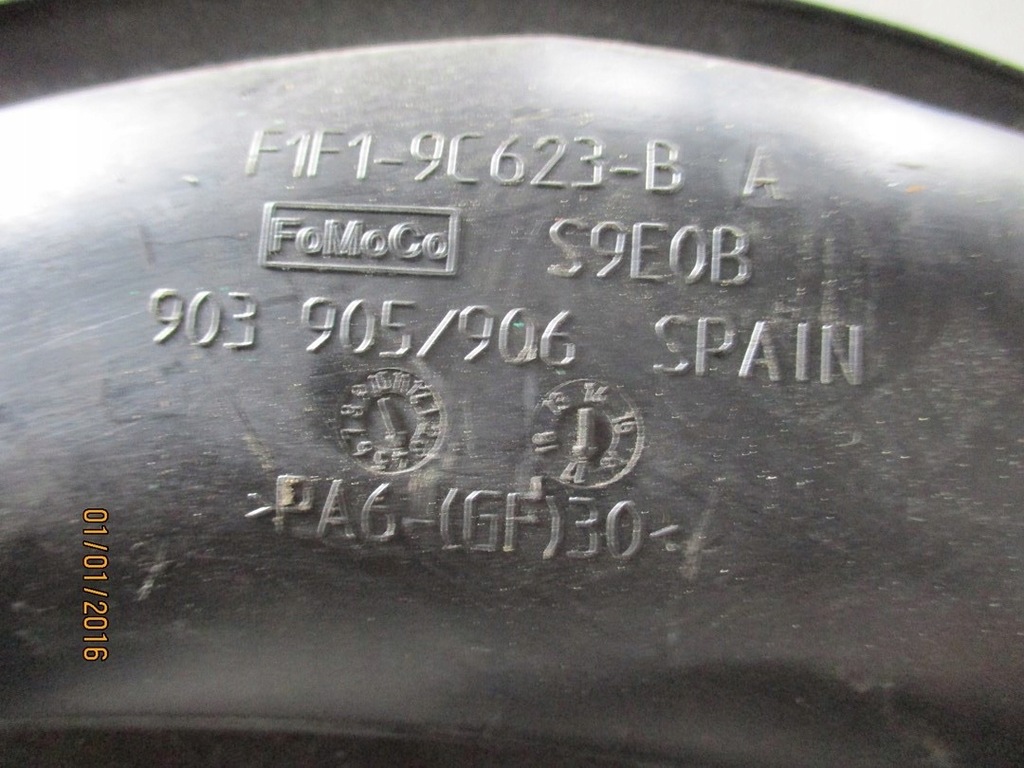 F1F1-9C623-B A
FoMoCo S9E0B
903 905/906 SPAIN
>PA6-(GF)30<
01/01/2016